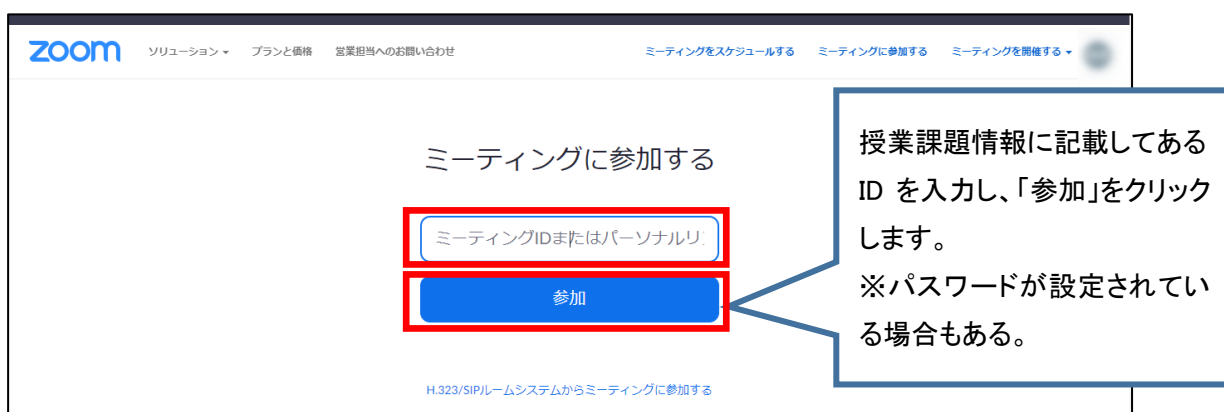 zoom ソリューション プランと価格 営業担当へのお問い合わせ ミーティングをスケジュールする ミーティングに参加する ミーティングを開催する
ミーティングに参加する
ミーティングIDまたはパーソナルリ
参加
H.323/SIPルームシステムからミーティングに参加する
授業課題情報に記載してある
ID を入力し、「参加」をクリック
します。
※パスワードが設定されてい
る場合もある。